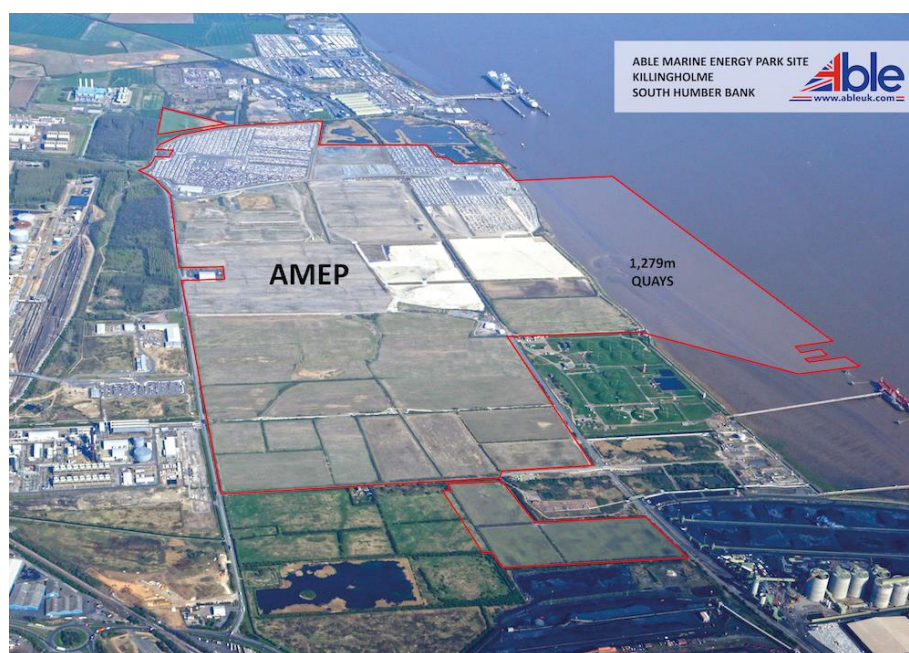 ABLE MARINE ENERGY PARK SITE
KILLINGHOLME
SOUTH HUMBER BANK
able
www.ableuk.com
AMEP
1,279m
QUAYS